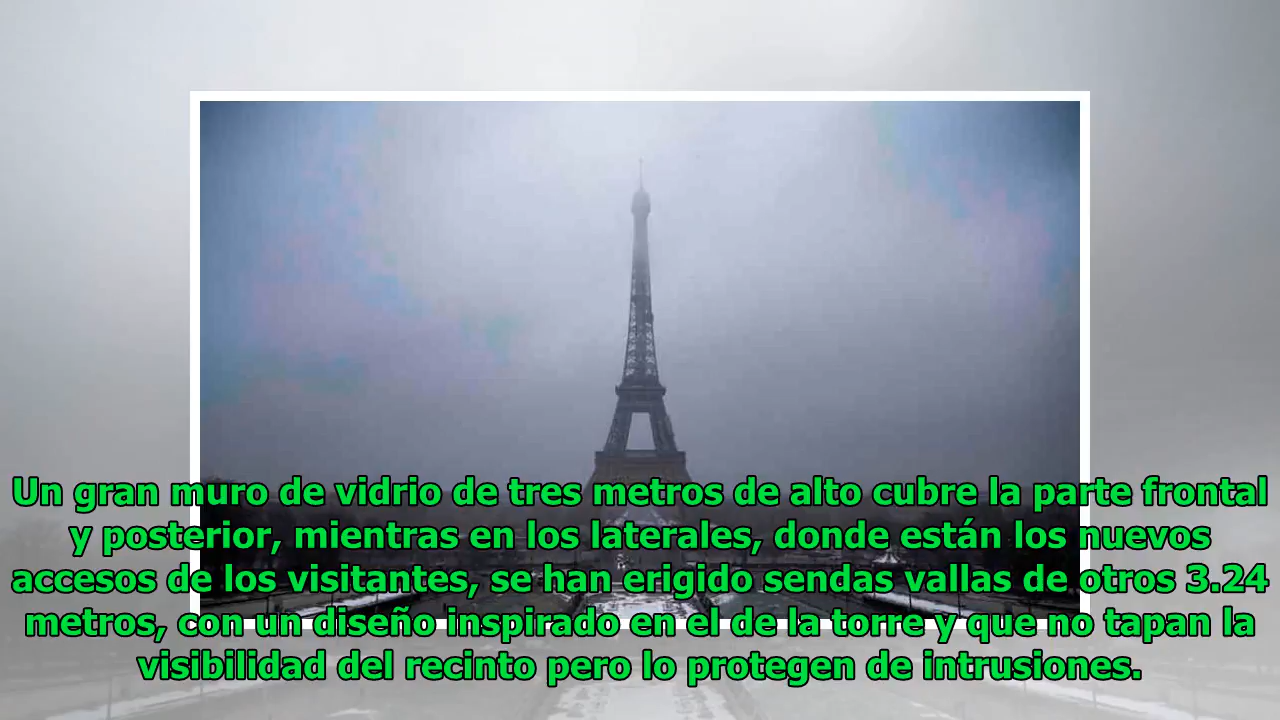 Un gran muro de vidrio de tres metros de alto cubre la parte frontal
y posterior, mientras en los laterales, donde están los nuevos
accesos de los visitantes, se han erigido sendas vallas de otros 3.24
metros, con un diseño inspirado en el de la torre y que no tapan la
visibilidad del recinto pero lo protegen de intrusiones.